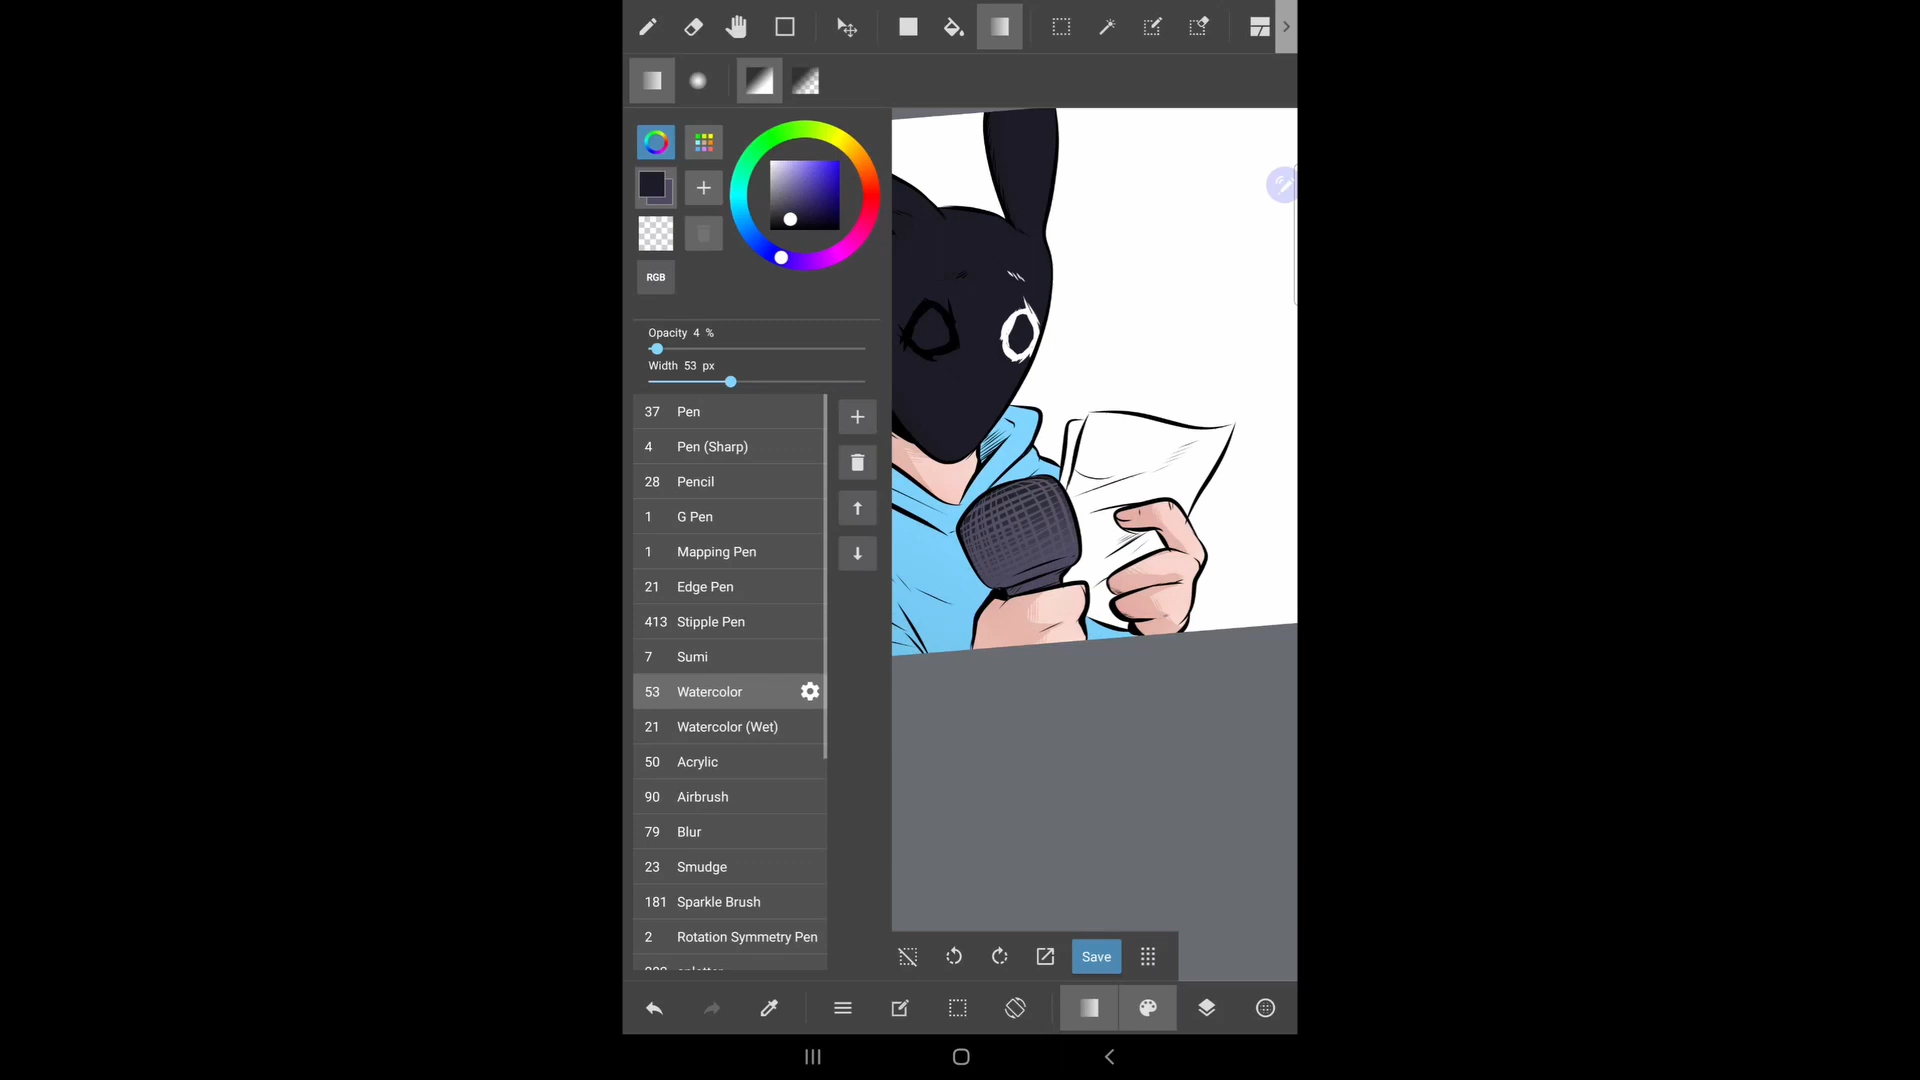 RGB
Opacity 4 %
Width 53 px
37 Pen
4 Pen (Sharp)
28 Pencil
1 G Pen
1 Mapping Pen
21 Edge Pen
413 Stipple Pen
7 Sumi
53 Watercolor
21 Watercolor (Wet)
50 Acrylic
90 Airbrush
79 Blur
23 Smudge
181 Sparkle Brush
2 Rotation Symmetry Pen
Save